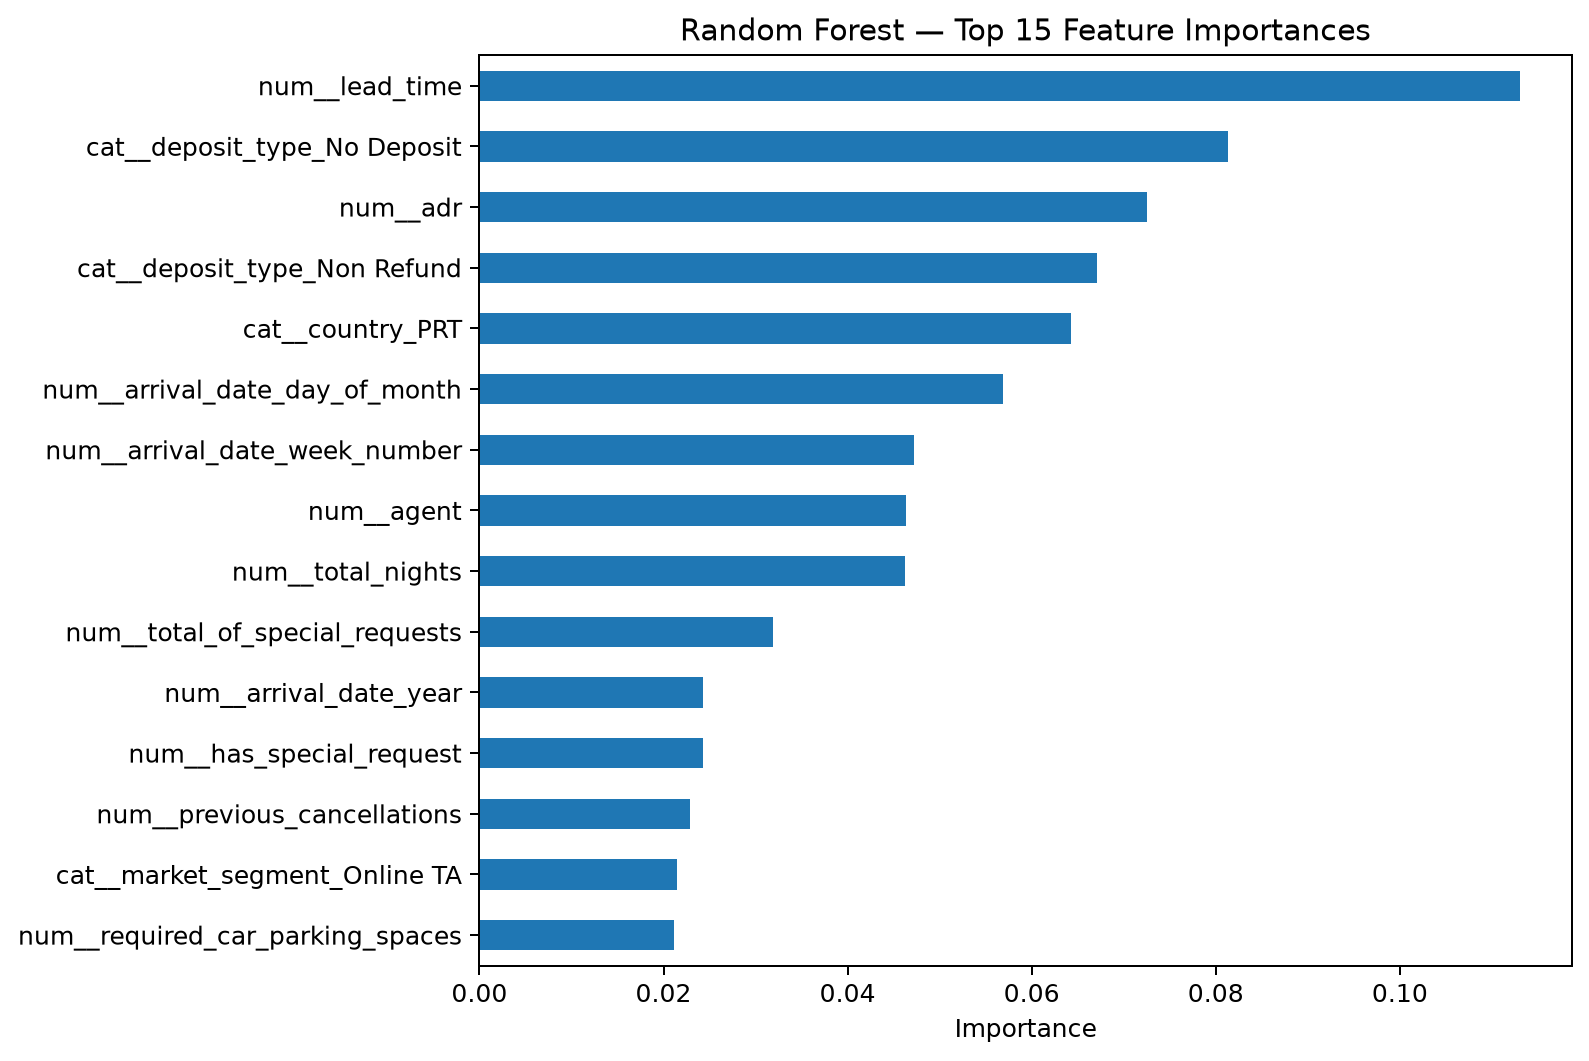 Random Forest — Top 15 Feature Importances
num__lead_time
cat__deposit_type_No Deposit
num__adr
cat__deposit_type_Non Refund
cat__country_PRT
num__arrival_date_day_of_month
num__arrival_date_week_number
num__agent
num__total_nights
num__total_of_special_requests
num__arrival_date_year
num__has_special_request
num__previous_cancellations
cat__market_segment_Online TA
num__required_car_parking_spaces
0.00 0.02 0.04 0.06 0.08 0.10
Importance